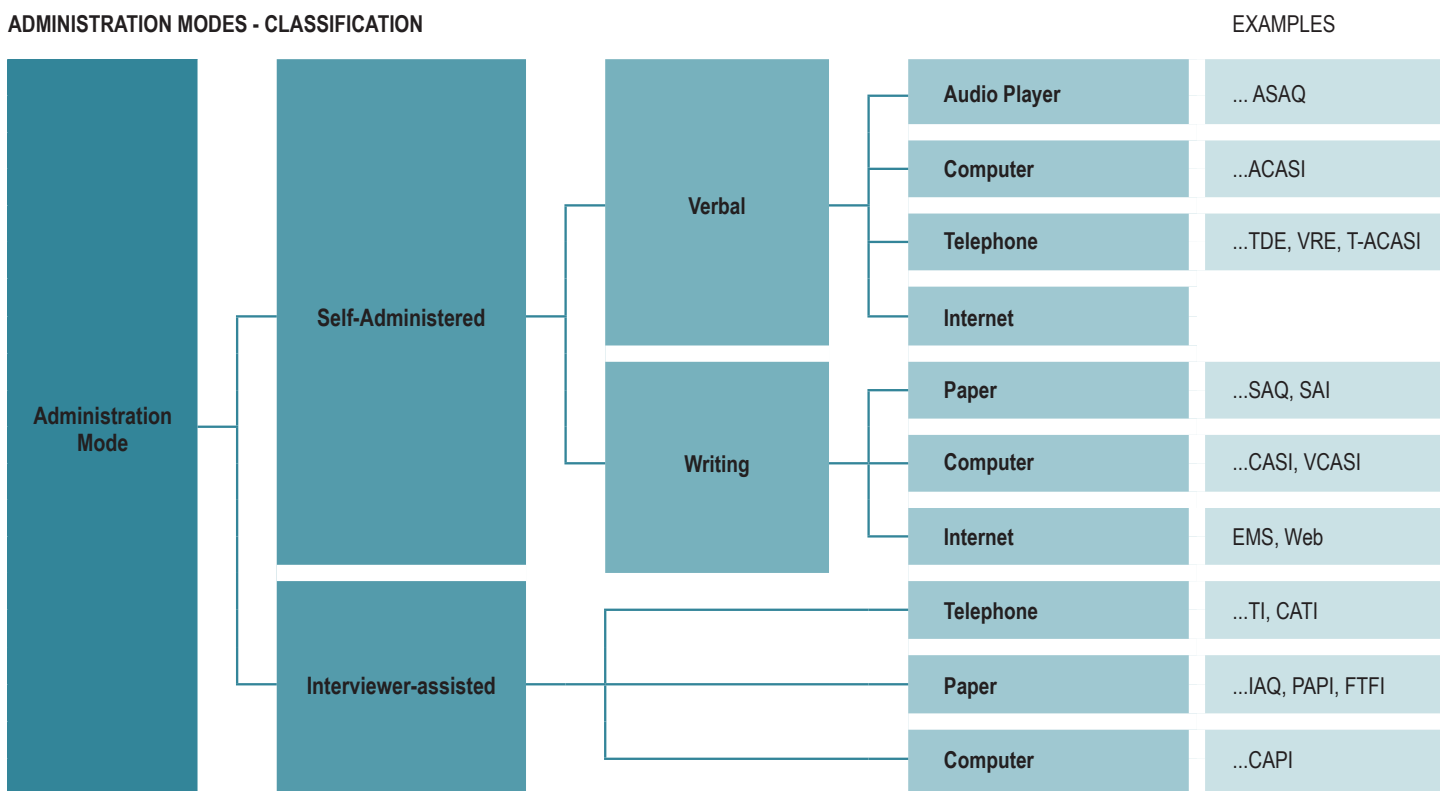 ADMINISTRATION MODES - CLASSIFICATION
EXAMPLES
Administration
Mode
Self-Administered
Verbal
Audio Player
... ASAQ
Computer
...ACASI
Telephone
...TDE, VRE, T-ACASI
Internet
Writing
Paper
...SAQ, SAI
Computer
...CASI, VCASI
Internet
EMS, Web
Interviewer-assisted
Telephone
...TI, CATI
Paper
...IAQ, PAPI, FTFI
Computer
...CAPI